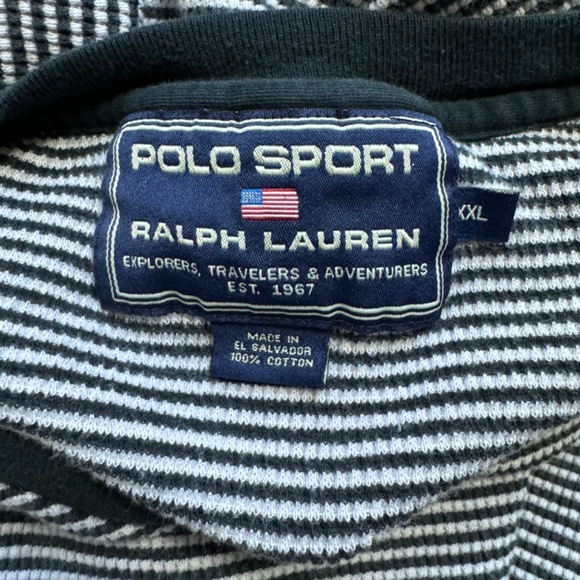 POLO SPORT
RALPH LAUREN
EXPLORERS, TRAVELERS & ADVENTURERS
EST. 1967
XXL
MADE IN
EL SALVADOR
100% COTTON